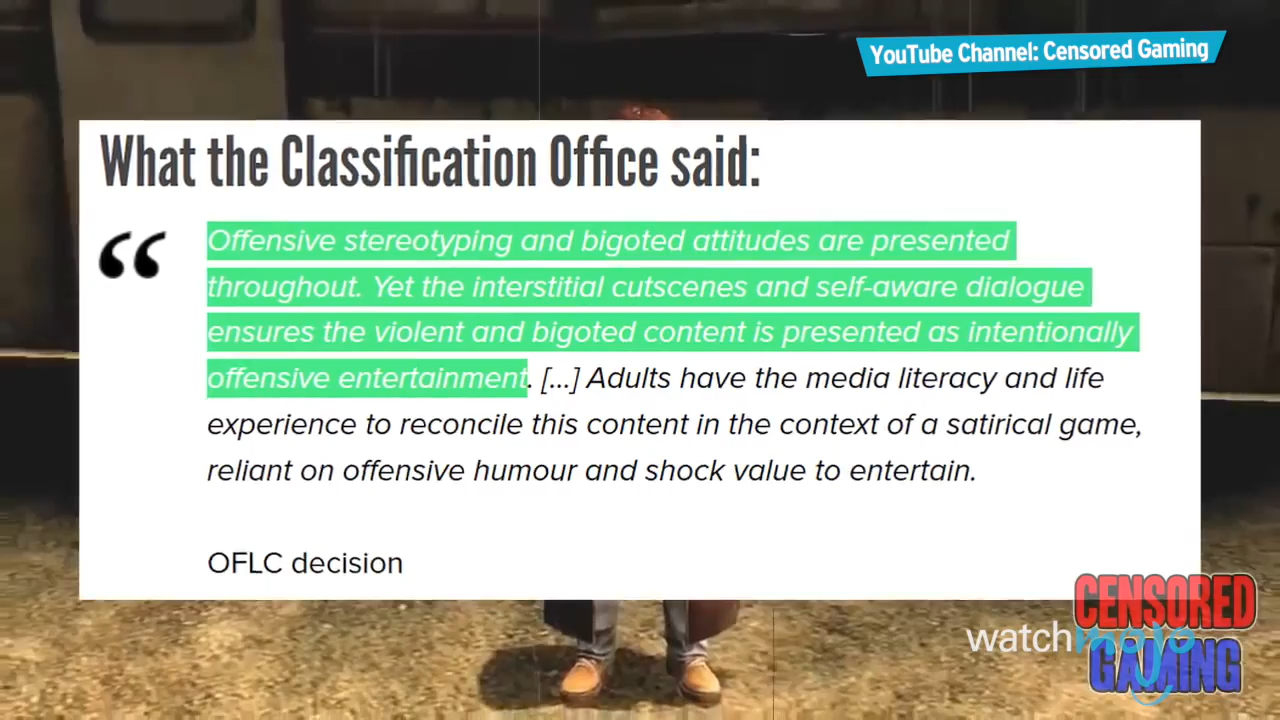 YouTube Channel: Censored Gaming
What the Classification Office said:
“
Offensive stereotyping and bigoted attitudes are presented
throughout. Yet the interstitial cutscenes and self-aware dialogue
ensures the violent and bigoted content is presented as intentionally
offensive entertainment. [...] Adults have the media literacy and life
experience to reconcile this content in the context of a satirical game,
reliant on offensive humour and shock value to entertain.
OFLC decision
CENSORED
watchmojo
GAMING